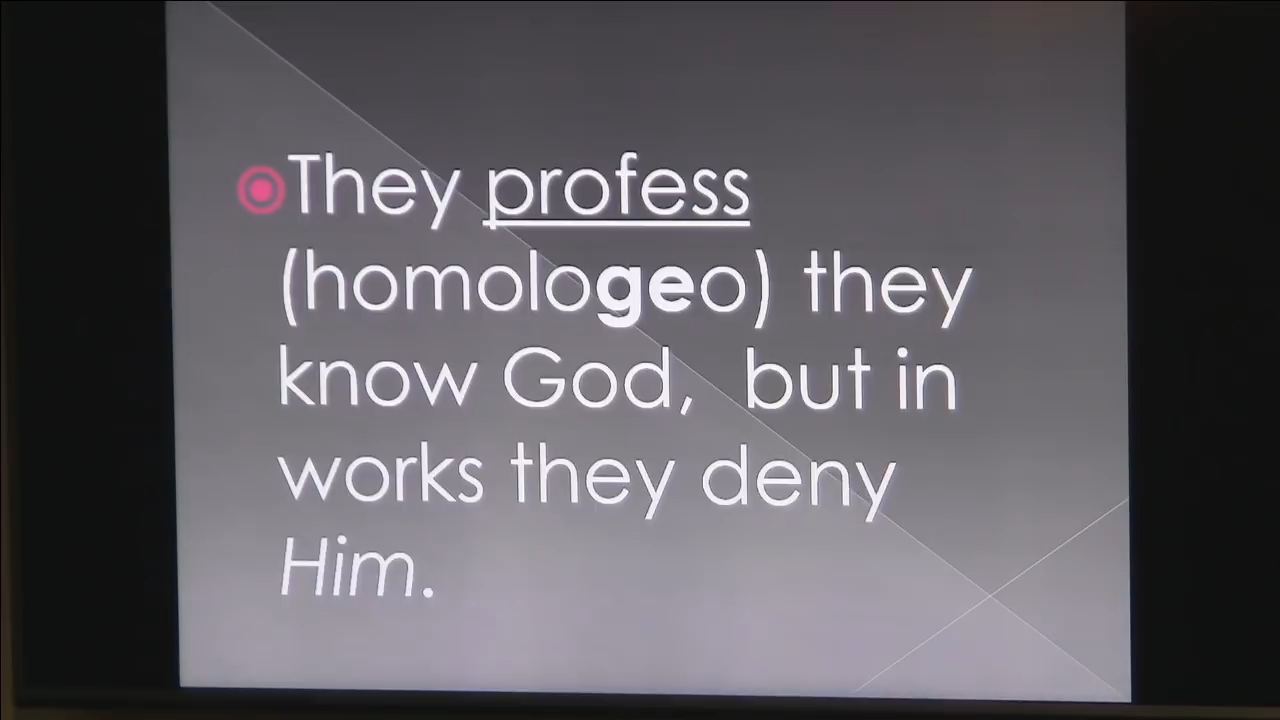 They profess
(homologeo) they
know God, but in
works they deny
Him.